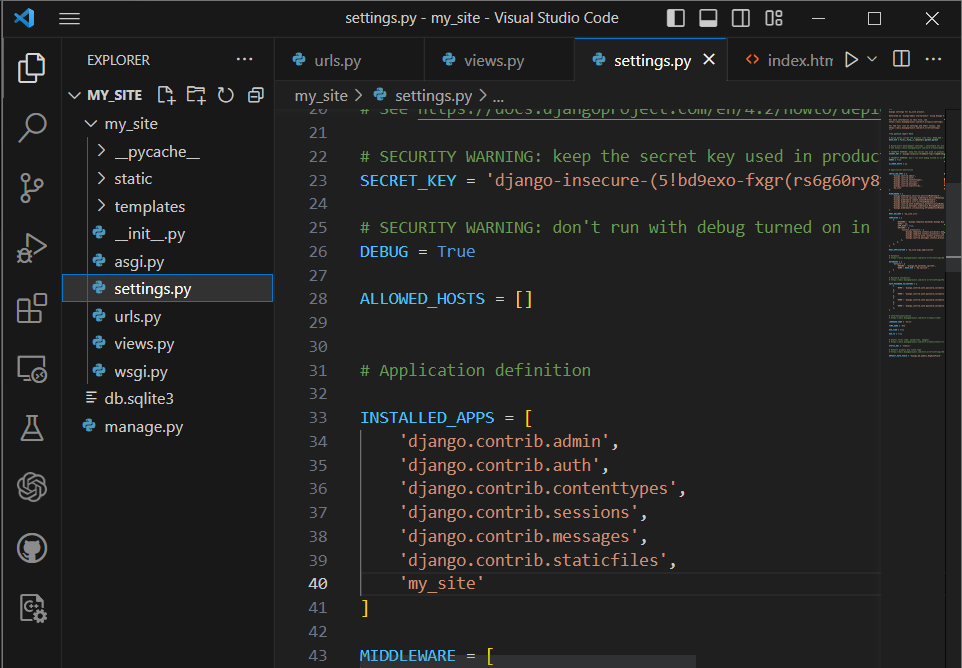 settings.py - my_site - Visual Studio Code
EXPLORER
MY_SITE
my_site
__pycache__
static
templates
__init__.py
asgi.py
settings.py
urls.py
views.py
wsgi.py
db.sqlite3
manage.py
urls.py
views.py
settings.py
index.htm
my_site > settings.py > ...
20 # See https://docs.djangoproject.com/en/4.2/howto/depl
21
22 # SECURITY WARNING: keep the secret key used in produc
23 SECRET_KEY = 'django-insecure-(5!bd9exo-fxgr(rs6g60ry8
24
25 # SECURITY WARNING: don't run with debug turned on in
26 DEBUG = True
27
28 ALLOWED_HOSTS = []
29
30
31 # Application definition
32
33 INSTALLED_APPS = [
34 'django.contrib.admin',
35 'django.contrib.auth',
36 'django.contrib.contenttypes',
37 'django.contrib.sessions',
38 'django.contrib.messages',
39 'django.contrib.staticfiles',
40 'my_site'
41 ]
42
43 MIDDLEWARE = [